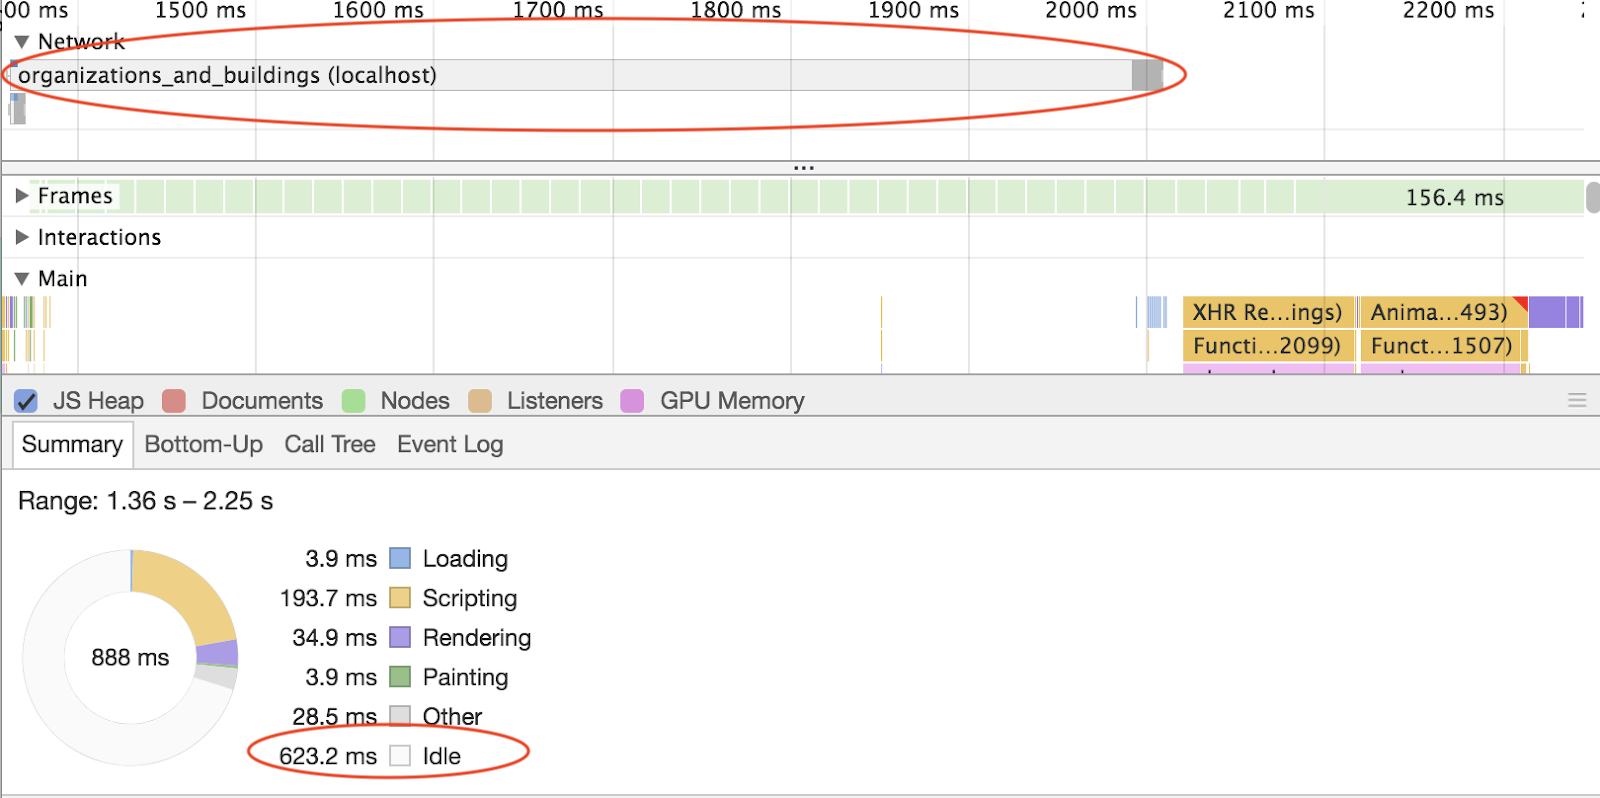 00 ms 1500 ms 1600 ms 1700 ms 1800 ms 1900 ms 2000 ms 2100 ms 2200 ms
Network
organizations_and_buildings (localhost)
...
Frames 156.4 ms
Interactions
Main
XHR Re...ings) Anima...493)
Functi...2099) Funct...1507)
JS Heap Documents Nodes Listeners GPU Memory
Summary Bottom-Up Call Tree Event Log
Range: 1.36 s – 2.25 s
3.9 ms Loading
193.7 ms Scripting
34.9 ms Rendering
888 ms
3.9 ms Painting
28.5 ms Other
623.2 ms Idle